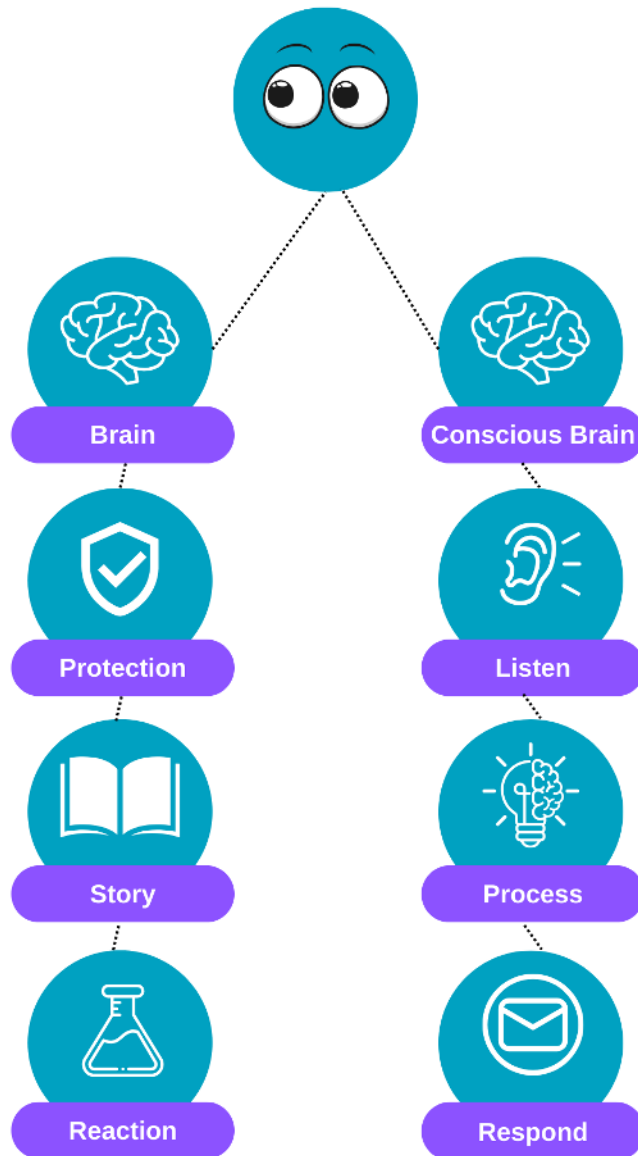 Brain
Conscious Brain
Protection
Listen
Story
Process
Reaction
Respond